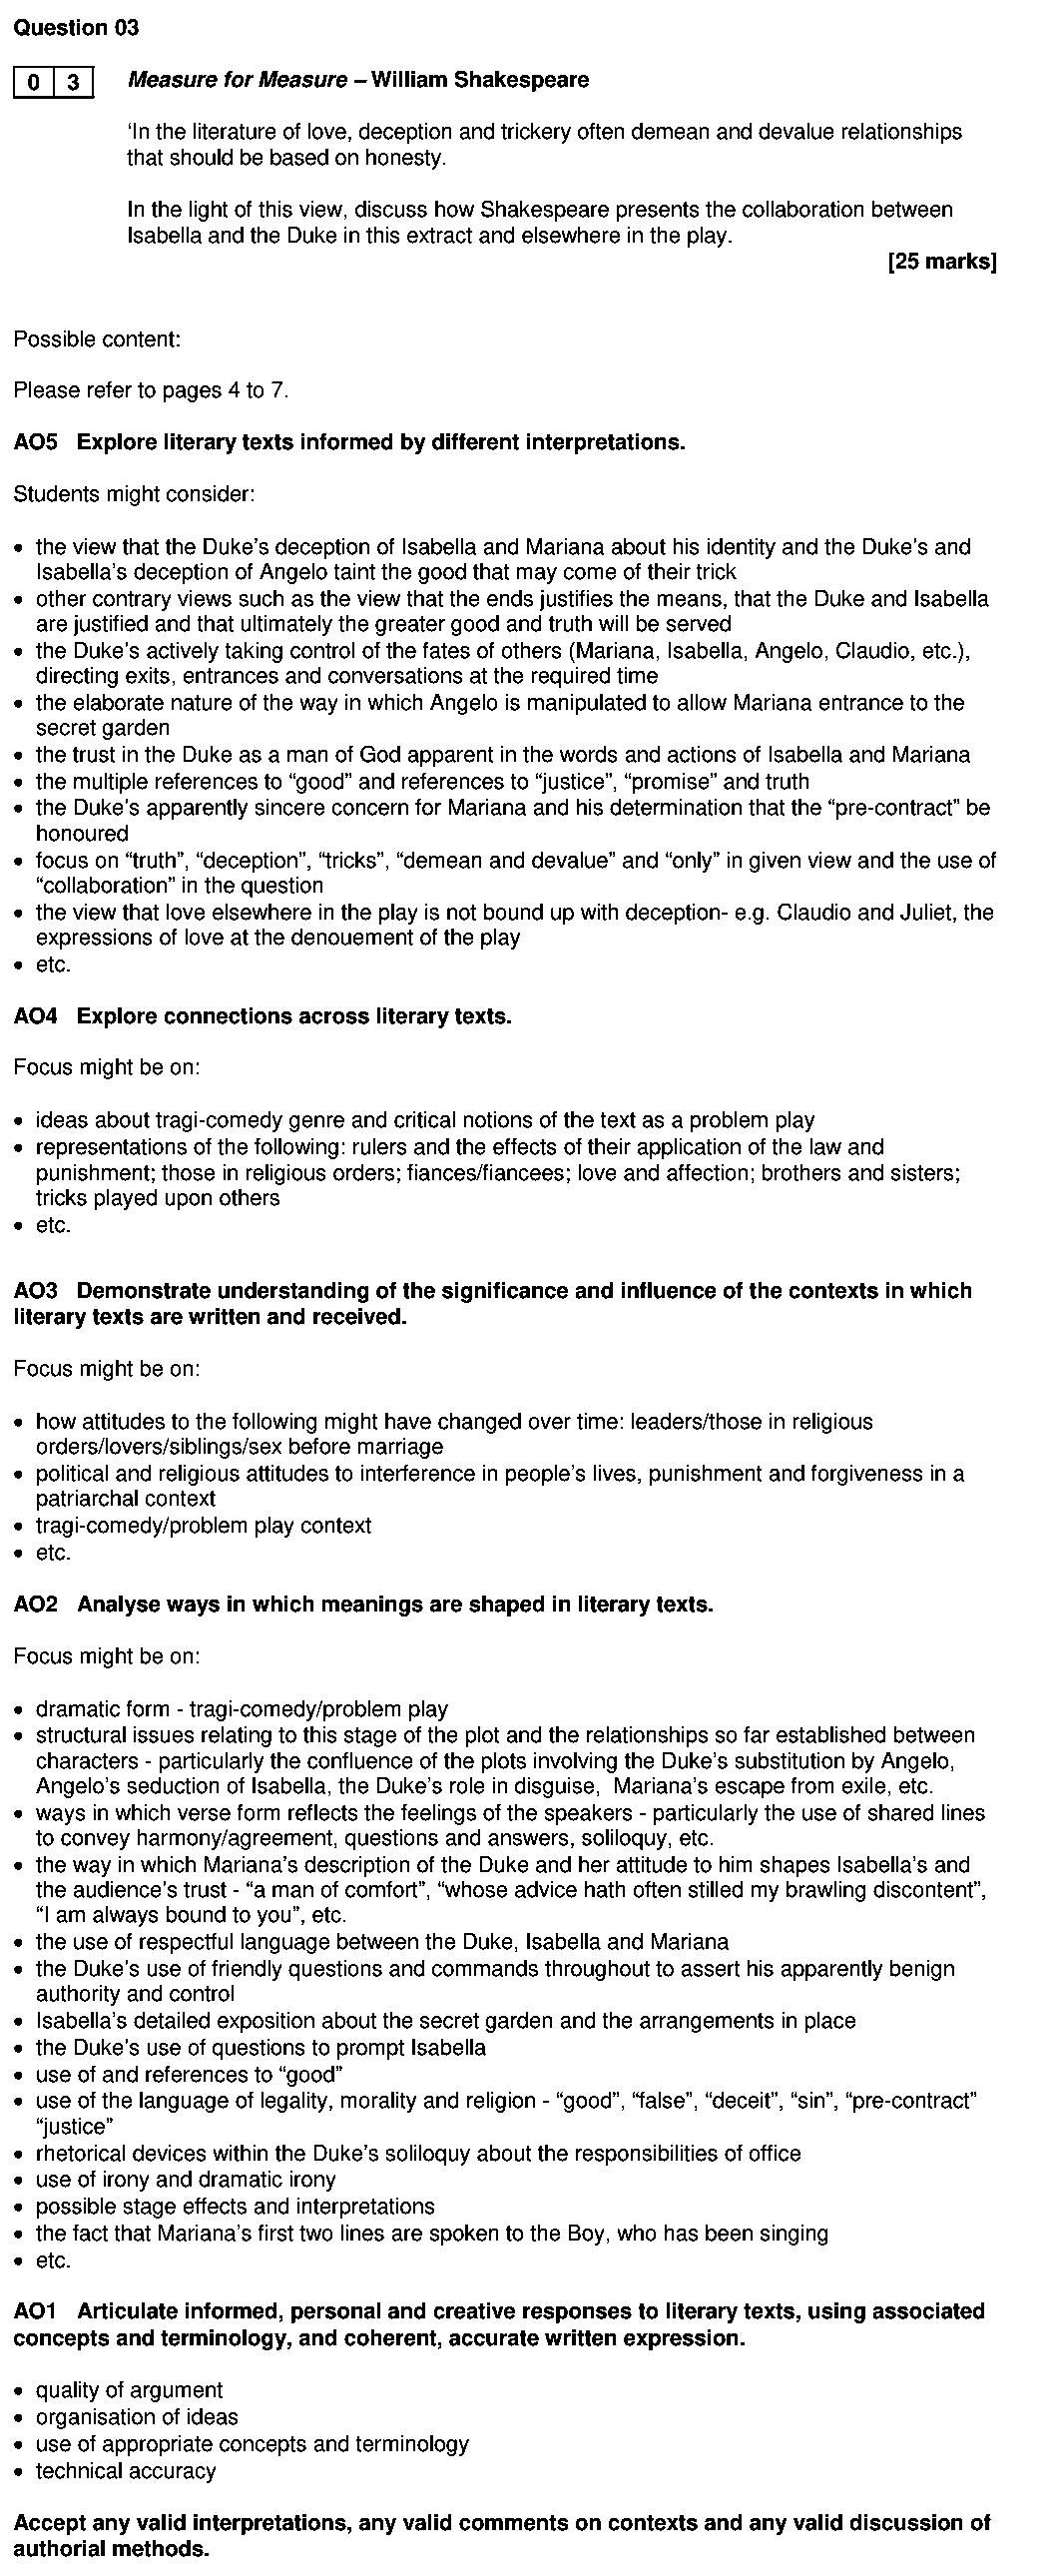 Question 03
0 3 Measure for Measure – William Shakespeare
‘In the literature of love, deception and trickery often demean and devalue relationships
that should be based on honesty.
In the light of this view, discuss how Shakespeare presents the collaboration between
Isabella and the Duke in this extract and elsewhere in the play.
[25 marks]
Possible content:
Please refer to pages 4 to 7.
AO5 Explore literary texts informed by different interpretations.
Students might consider:
• the view that the Duke’s deception of Isabella and Mariana about his identity and the Duke’s and
Isabella’s deception of Angelo taint the good that may come of their trick
• other contrary views such as the view that the ends justifies the means, that the Duke and Isabella
are justified and that ultimately the greater good and truth will be served
• the Duke’s actively taking control of the fates of others (Mariana, Isabella, Angelo, Claudio, etc.),
directing exits, entrances and conversations at the required time
• the elaborate nature of the way in which Angelo is manipulated to allow Mariana entrance to the
secret garden
• the trust in the Duke as a man of God apparent in the words and actions of Isabella and Mariana
• the multiple references to “good” and references to “justice”, “promise” and truth
• the Duke’s apparently sincere concern for Mariana and his determination that the “pre-contract” be
honoured
• focus on “truth”, “deception”, “tricks”, “demean and devalue” and “only” in given view and the use of
“collaboration” in the question
• the view that love elsewhere in the play is not bound up with deception- e.g. Claudio and Juliet, the
expressions of love at the denouement of the play
• etc.
AO4 Explore connections across literary texts.
Focus might be on:
• ideas about tragi-comedy genre and critical notions of the text as a problem play
• representations of the following: rulers and the effects of their application of the law and
punishment; those in religious orders; fiances/fiancees; love and affection; brothers and sisters;
tricks played upon others
• etc.
AO3 Demonstrate understanding of the significance and influence of the contexts in which
literary texts are written and received.
Focus might be on:
• how attitudes to the following might have changed over time: leaders/those in religious
orders/lovers/siblings/sex before marriage
• political and religious attitudes to interference in people’s lives, punishment and forgiveness in a
patriarchal context
• tragi-comedy/problem play context
• etc.
AO2 Analyse ways in which meanings are shaped in literary texts.
Focus might be on:
• dramatic form - tragi-comedy/problem play
• structural issues relating to this stage of the plot and the relationships so far established between
characters - particularly the confluence of the plots involving the Duke’s substitution by Angelo,
Angelo’s seduction of Isabella, the Duke’s role in disguise, Mariana’s escape from exile, etc.
• ways in which verse form reflects the feelings of the speakers - particularly the use of shared lines
to convey harmony/agreement, questions and answers, soliloquy, etc.
• the way in which Mariana’s description of the Duke and her attitude to him shapes Isabella’s and
the audience’s trust - “a man of comfort”, “whose advice hath often stilled my brawling discontent”,
“I am always bound to you”, etc.
• the use of respectful language between the Duke, Isabella and Mariana
• the Duke’s use of friendly questions and commands throughout to assert his apparently benign
authority and control
• Isabella’s detailed exposition about the secret garden and the arrangements in place
• the Duke’s use of questions to prompt Isabella
• use of and references to “good”
• use of the language of legality, morality and religion - “good”, “false”, “deceit”, “sin”, “pre-contract”
“justice”
• rhetorical devices within the Duke’s soliloquy about the responsibilities of office
• use of irony and dramatic irony
• possible stage effects and interpretations
• the fact that Mariana’s first two lines are spoken to the Boy, who has been singing
• etc.
AO1 Articulate informed, personal and creative responses to literary texts, using associated
concepts and terminology, and coherent, accurate written expression.
• quality of argument
• organisation of ideas
• use of appropriate concepts and terminology
• technical accuracy
Accept any valid interpretations, any valid comments on contexts and any valid discussion of
authorial methods.